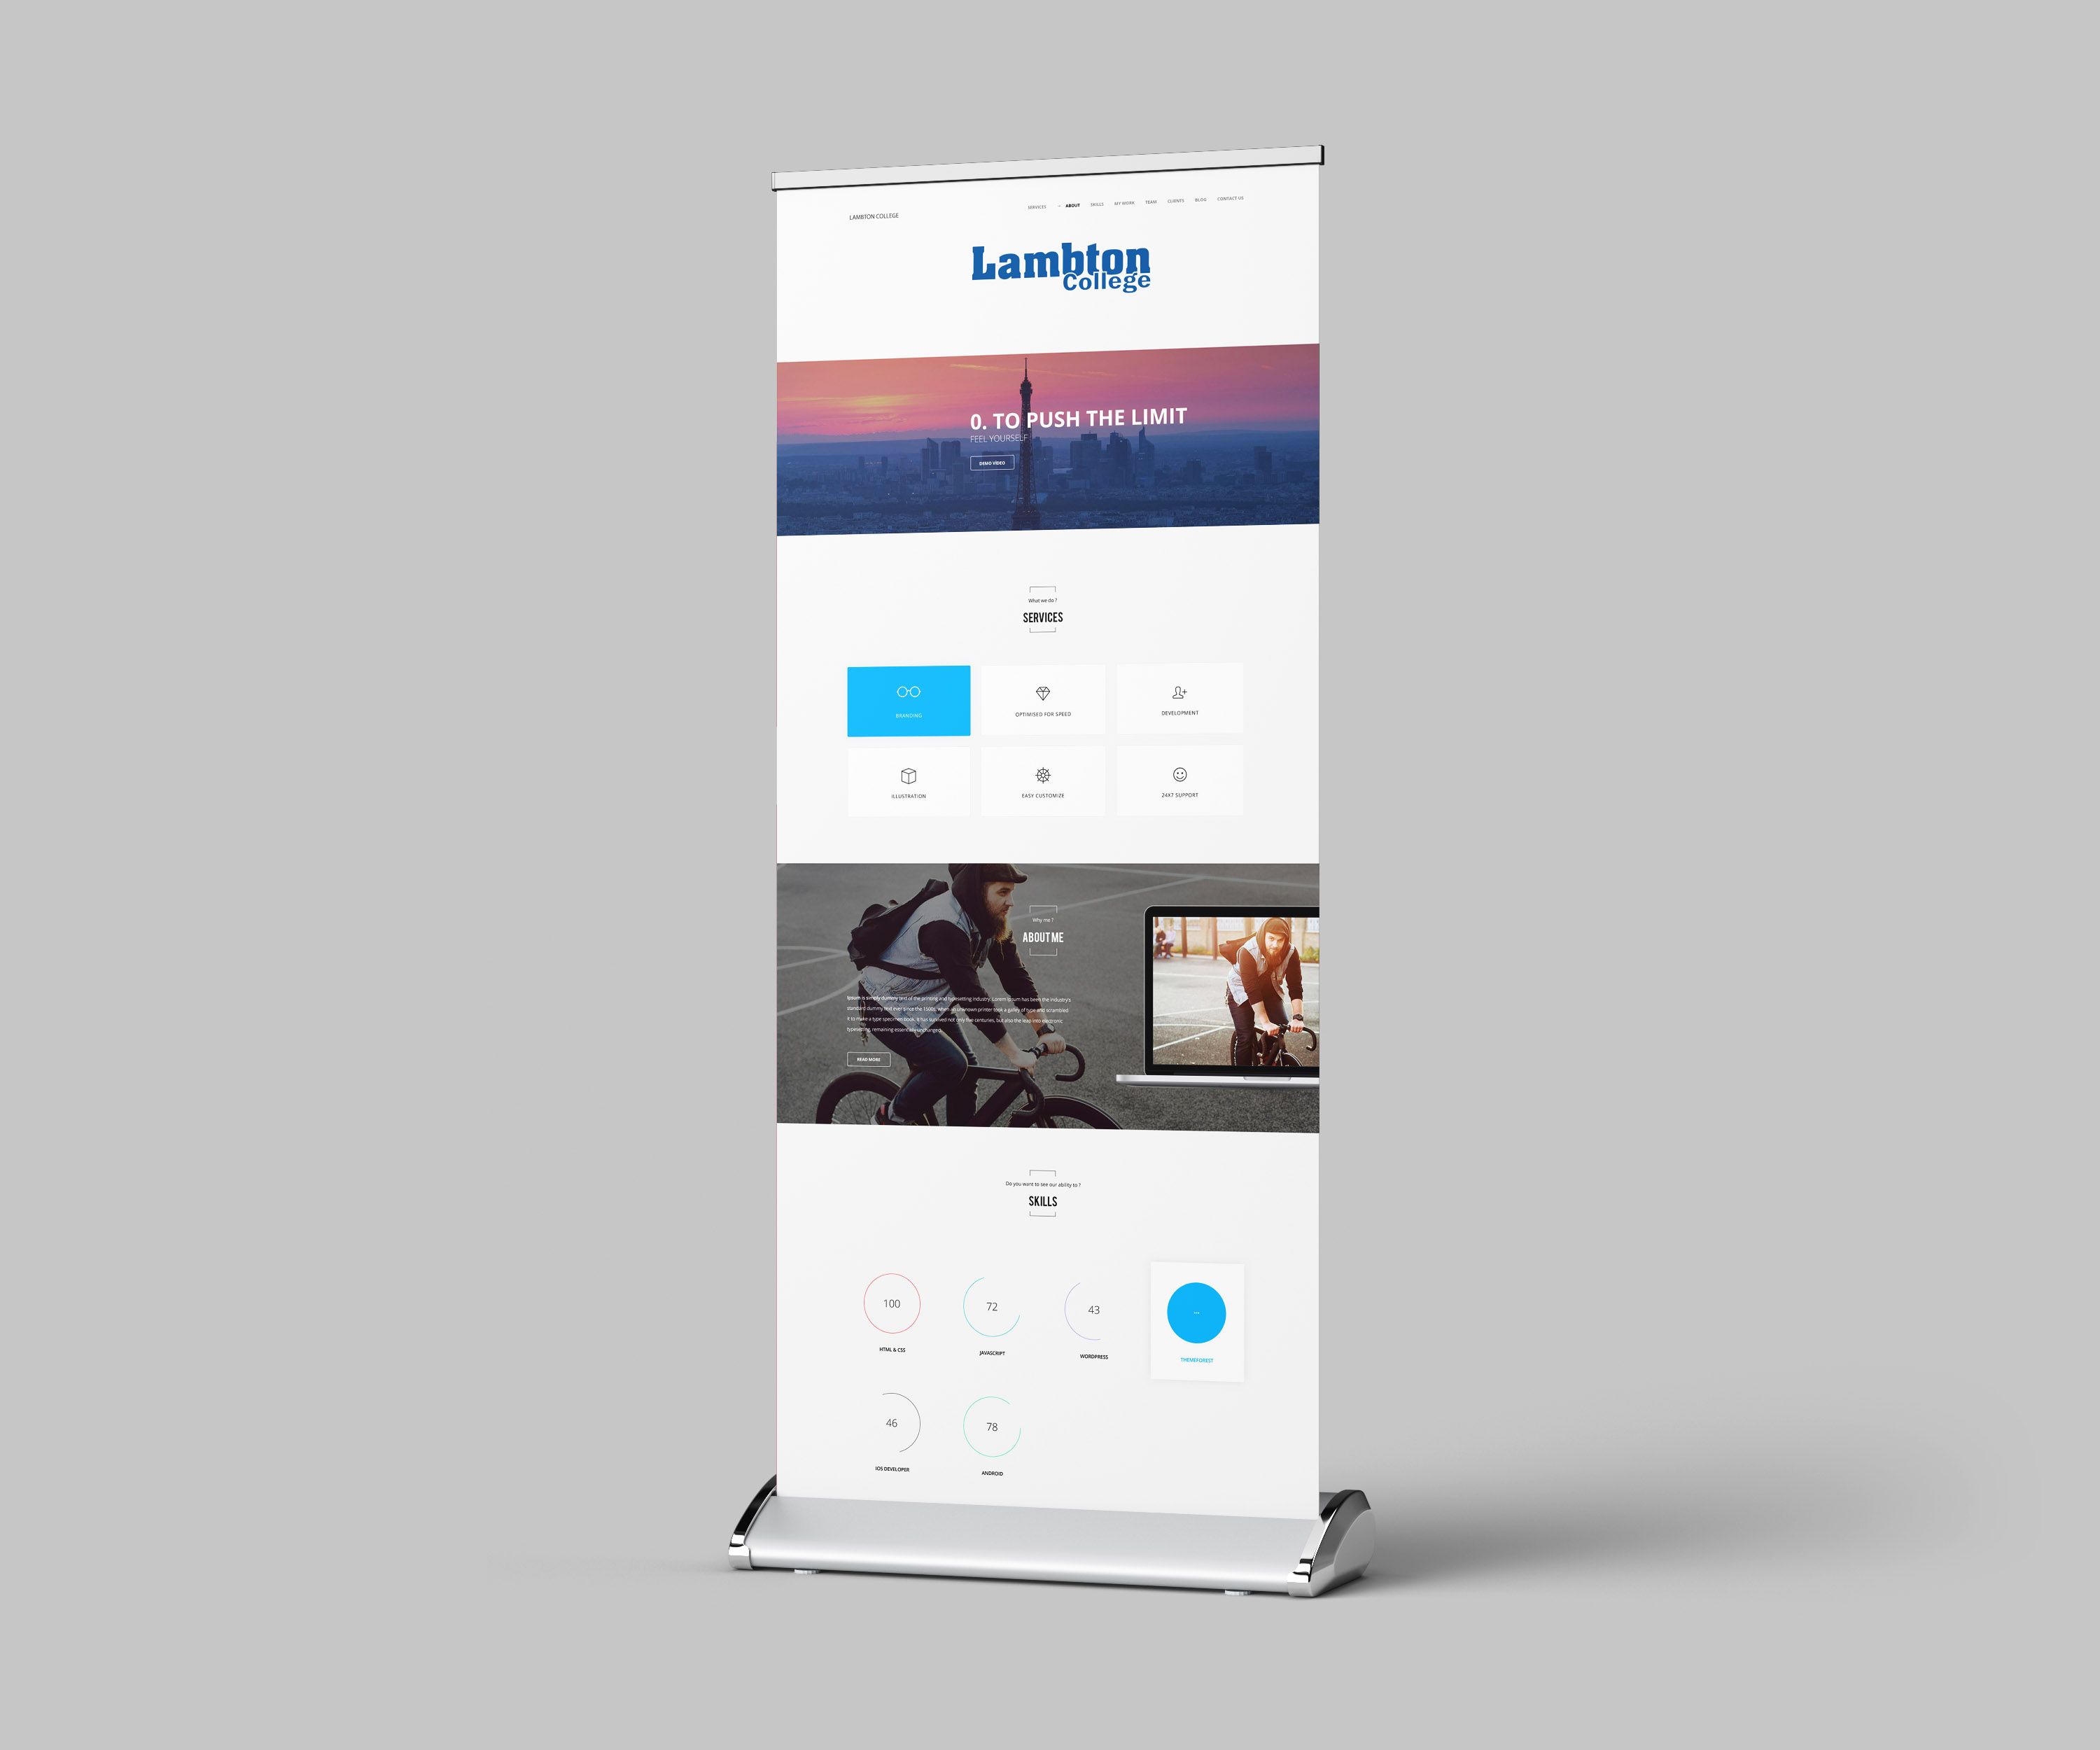 LAMBTON COLLEGE
SERVICES ABOUT SKILLS MY WORK TEAM CLIENTS BLOG CONTACT US
Lambton
College
0. TO PUSH THE LIMIT
FEEL YOURSELF
DEMO VIDEO
What we do ?
SERVICES
BRANDING
OPTIMISED FOR SPEED
DEVELOPMENT
ILLUSTRATION
EASY CUSTOMIZE
24X7 SUPPORT
Why me ?
ABOUT ME
Ipsum is simply dummy text of the printing and typesetting industry. Lorem Ipsum has been the industry's
standard dummy text ever since the 1500s, when an unknown printer took a galley of type and scrambled
it to make a type specimen book. It has survived not only five centuries, but also the leap into electronic
typesetting, remaining essentially unchanged.
READ MORE
Do you want to see our ability to ?
SKILLS
100
HTML & CSS
72
JAVASCRIPT
43
WORDPRESS
THEMEFOREST
46
IOS DEVELOPER
78
ANDROID